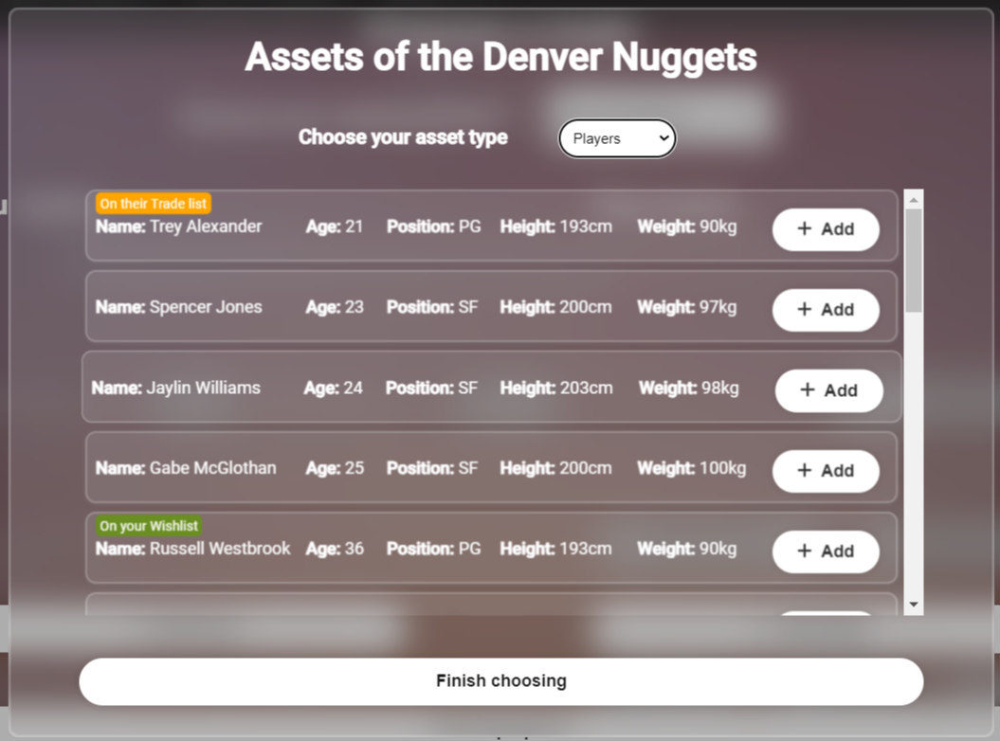 Assets of the Denver Nuggets
Choose your asset type Players
On their Trade list
Name: Trey Alexander Age: 21 Position: PG Height: 193cm Weight: 90kg + Add
Name: Spencer Jones Age: 23 Position: SF Height: 200cm Weight: 97kg + Add
Name: Jaylin Williams Age: 24 Position: SF Height: 203cm Weight: 98kg + Add
Name: Gabe McGlothan Age: 25 Position: SF Height: 200cm Weight: 100kg + Add
On your Wishlist
Name: Russell Westbrook Age: 36 Position: PG Height: 193cm Weight: 90kg + Add
Finish choosing